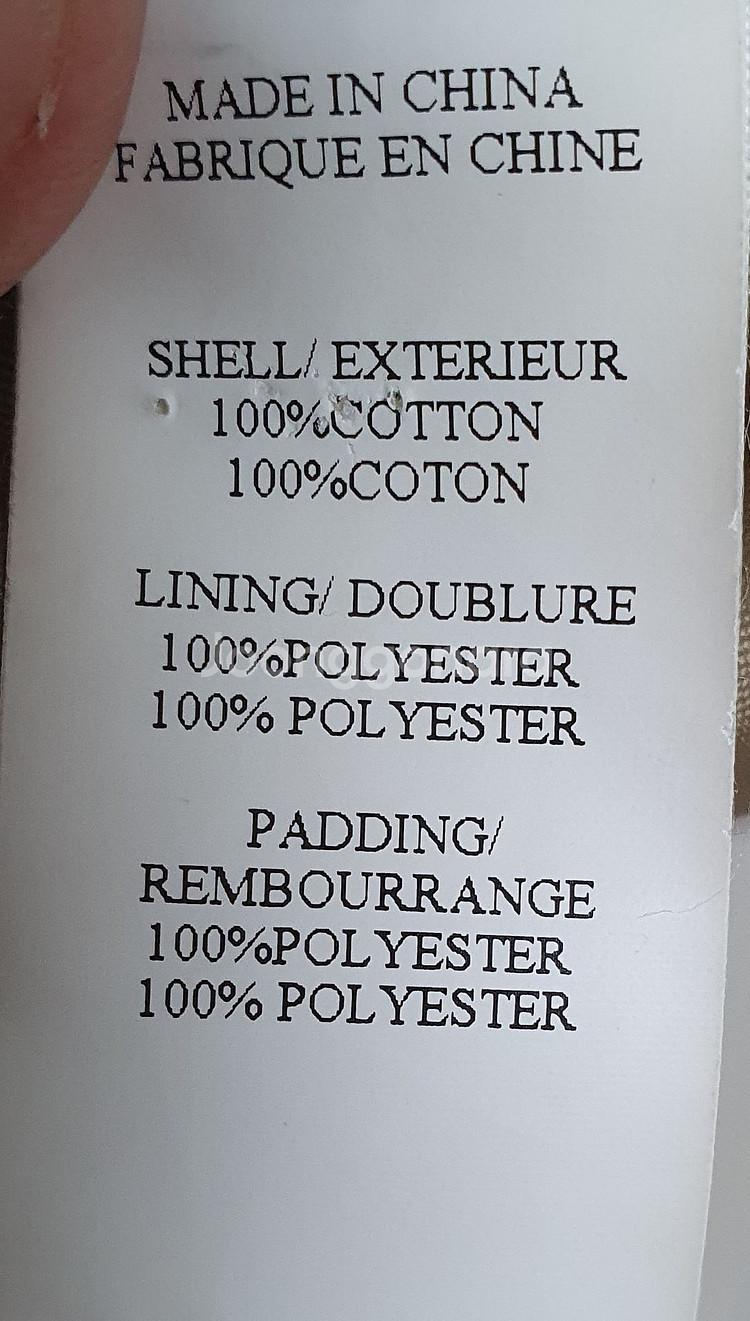 MADE IN CHINA
FABRIQUE EN CHINE
SHELL/ EXTERIEUR
100%COTTON
100%COTON
LINING/ DOUBLURE
100%POLYESTER
100% POLYESTER
PADDING/
REMBOURRANGE
100%POLYESTER
100% POLYESTER